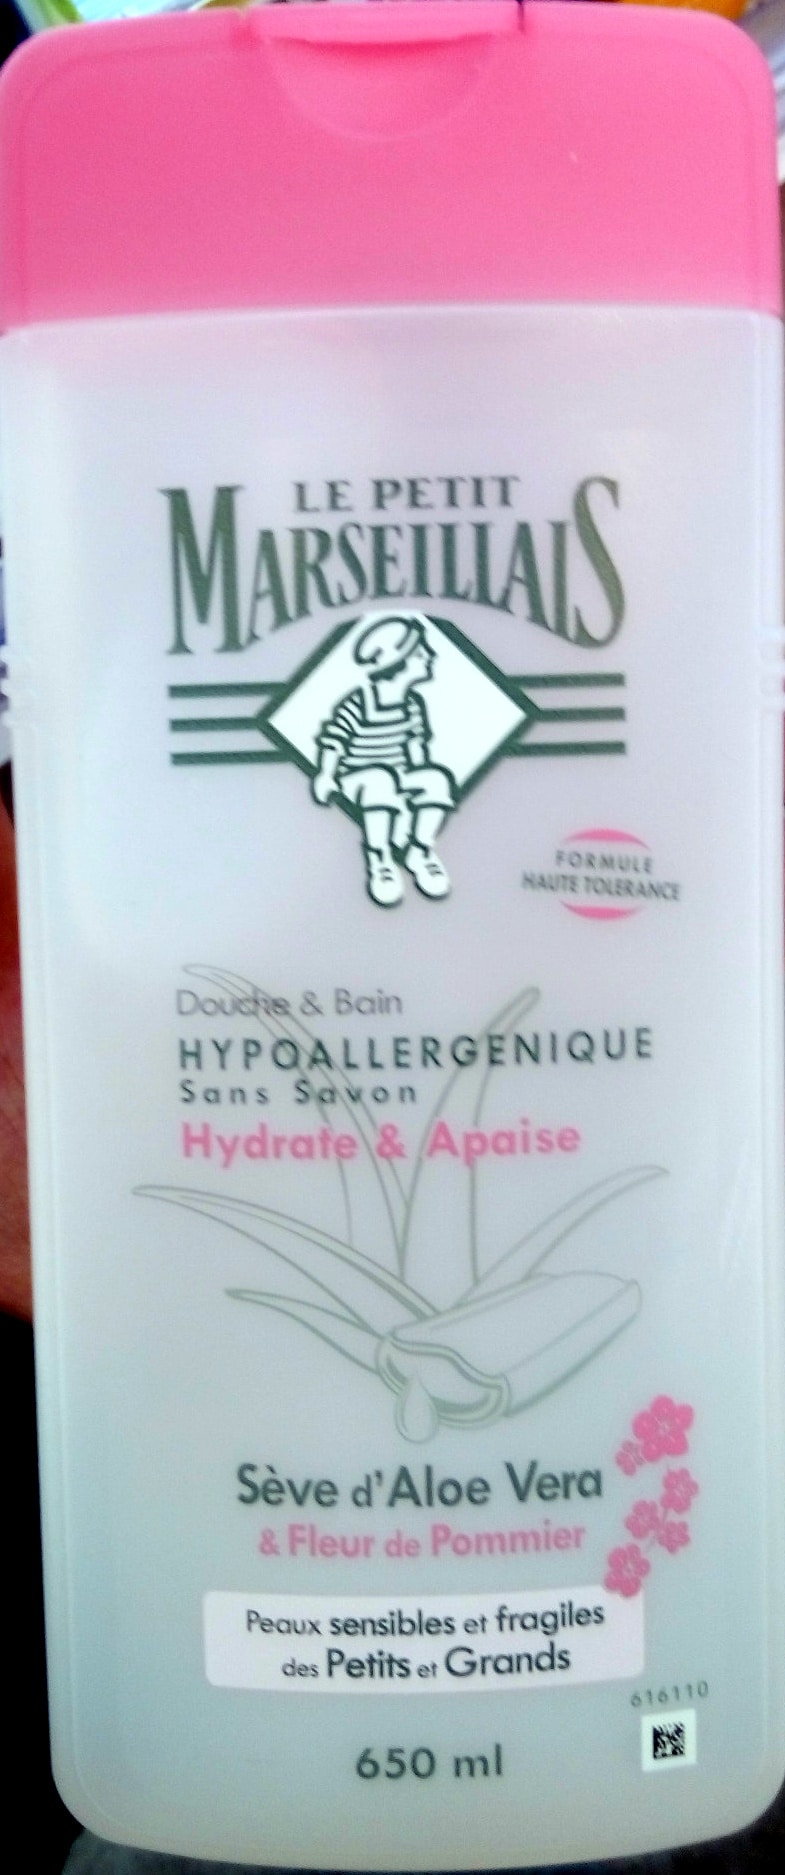 LE PETIT
MARSEILLAIS
FORMULE
HAUTE TOLERANCE
Douche & Bain
HYPOALLERGENIQUE
Sans Savon
Hydrate & Apaise
Sève d'Aloe Vera
& Fleur de Pommier
Peaux sensibles et fragiles
des Petits et Grands
616110
650 ml